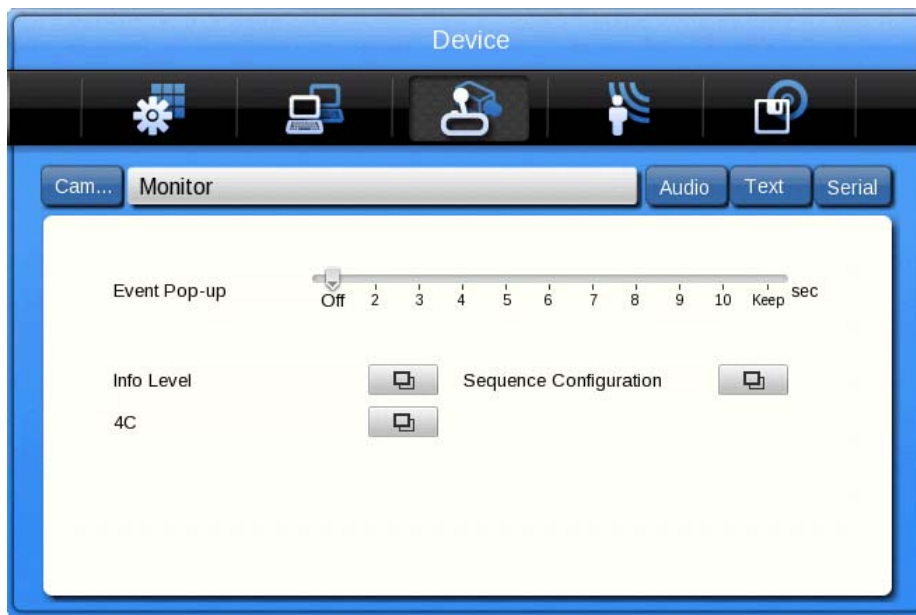 Device
Cam... Monitor Audio Text Serial
Event Pop-up
Off 2 3 4 5 6 7 8 9 10 Keep sec
Info Level Sequence Configuration
4C